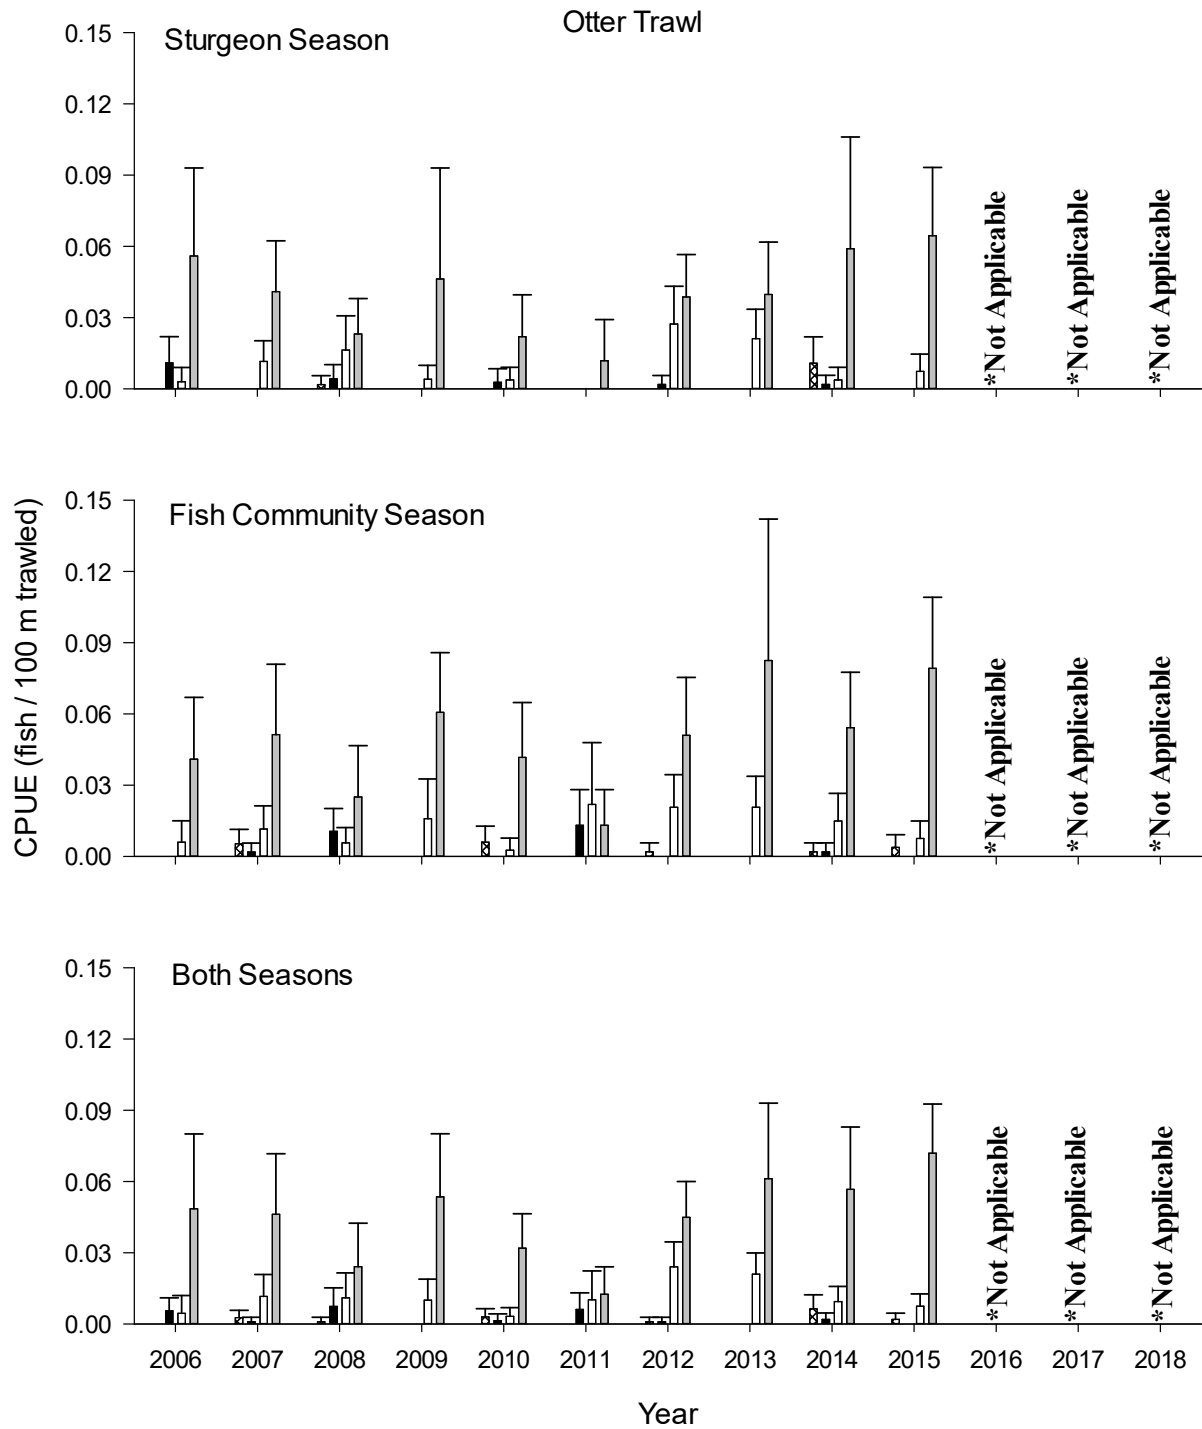 Otter Trawl
Sturgeon Season
0.15
0.12
0.09
0.06
0.03
0.00
*Not Applicable
*Not Applicable
*Not Applicable
CPUE (fish / 100 m trawled)
Fish Community Season
0.15
0.12
0.09
0.06
0.03
0.00
*Not Applicable
*Not Applicable
*Not Applicable
Both Seasons
0.15
0.12
0.09
0.06
0.03
0.00
*Not Applicable
*Not Applicable
*Not Applicable
2006 2007 2008 2009 2010 2011 2012 2013 2014 2015 2016 2017 2018
Year